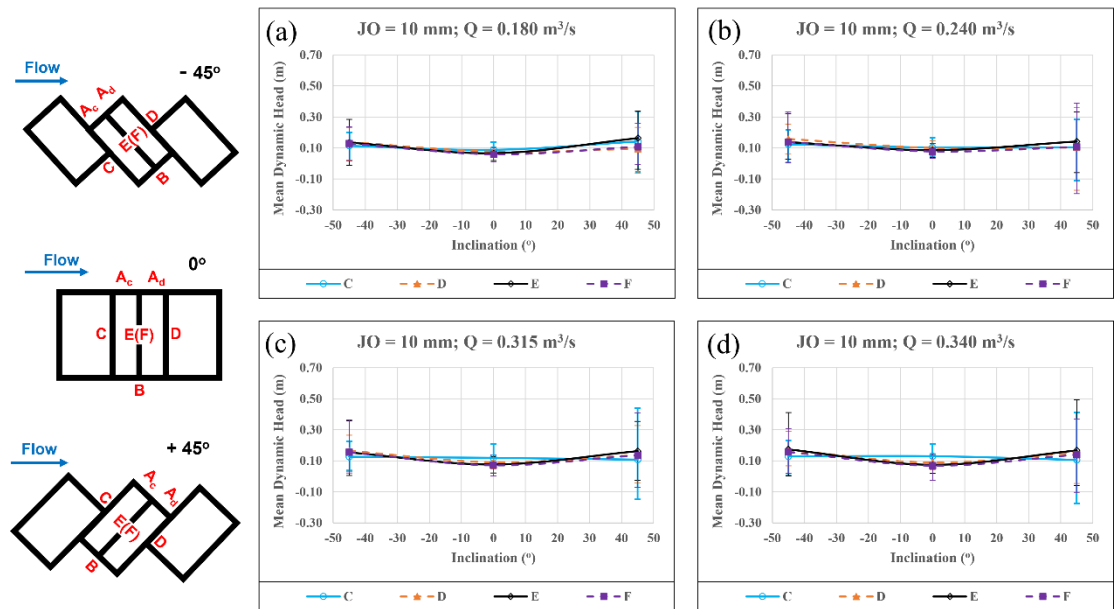 Flow
- 45°
A_c
A_d
D
E(F)
C
B
Flow
0°
A_c
A_d
C
E(F)
D
B
Flow
+ 45°
C
A_c
A_d
E(F)
D
B
(a)
JO = 10 mm; Q = 0.180 m³/s
Mean Dynamic Head (m)
0.70
0.50
0.30
0.10
-0.10
-0.30
-50 -40 -30 -20 -10 0 10 20 30 40 50
Inclination (°)
C D E F
(b)
JO = 10 mm; Q = 0.240 m³/s
Mean Dynamic Head (m)
0.70
0.50
0.30
0.10
-0.10
-0.30
-50 -40 -30 -20 -10 0 10 20 30 40 50
Inclination (°)
C D E F
(c)
JO = 10 mm; Q = 0.315 m³/s
Mean Dynamic Head (m)
0.70
0.50
0.30
0.10
-0.10
-0.30
-50 -40 -30 -20 -10 0 10 20 30 40 50
Inclination (°)
C D E F
(d)
JO = 10 mm; Q = 0.340 m³/s
Mean Dynamic Head (m)
0.70
0.50
0.30
0.10
-0.10
-0.30
-50 -40 -30 -20 -10 0 10 20 30 40 50
Inclination (°)
C D E F